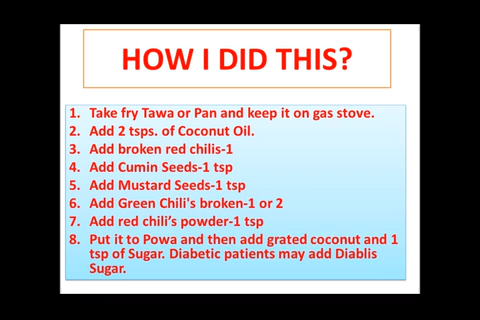 HOW I DID THIS?
1. Take fry Tawa or Pan and keep it on gas stove.
2. Add 2 tsps. of Coconut Oil.
3. Add broken red chilis-1
4. Add Cumin Seeds-1 tsp
5. Add Mustard Seeds-1 tsp
6. Add Green Chili's broken-1 or 2
7. Add red chili's powder-1 tsp
8. Put it to Powa and then add grated coconut and 1
tsp of Sugar. Diabetic patients may add Diablis
Sugar.